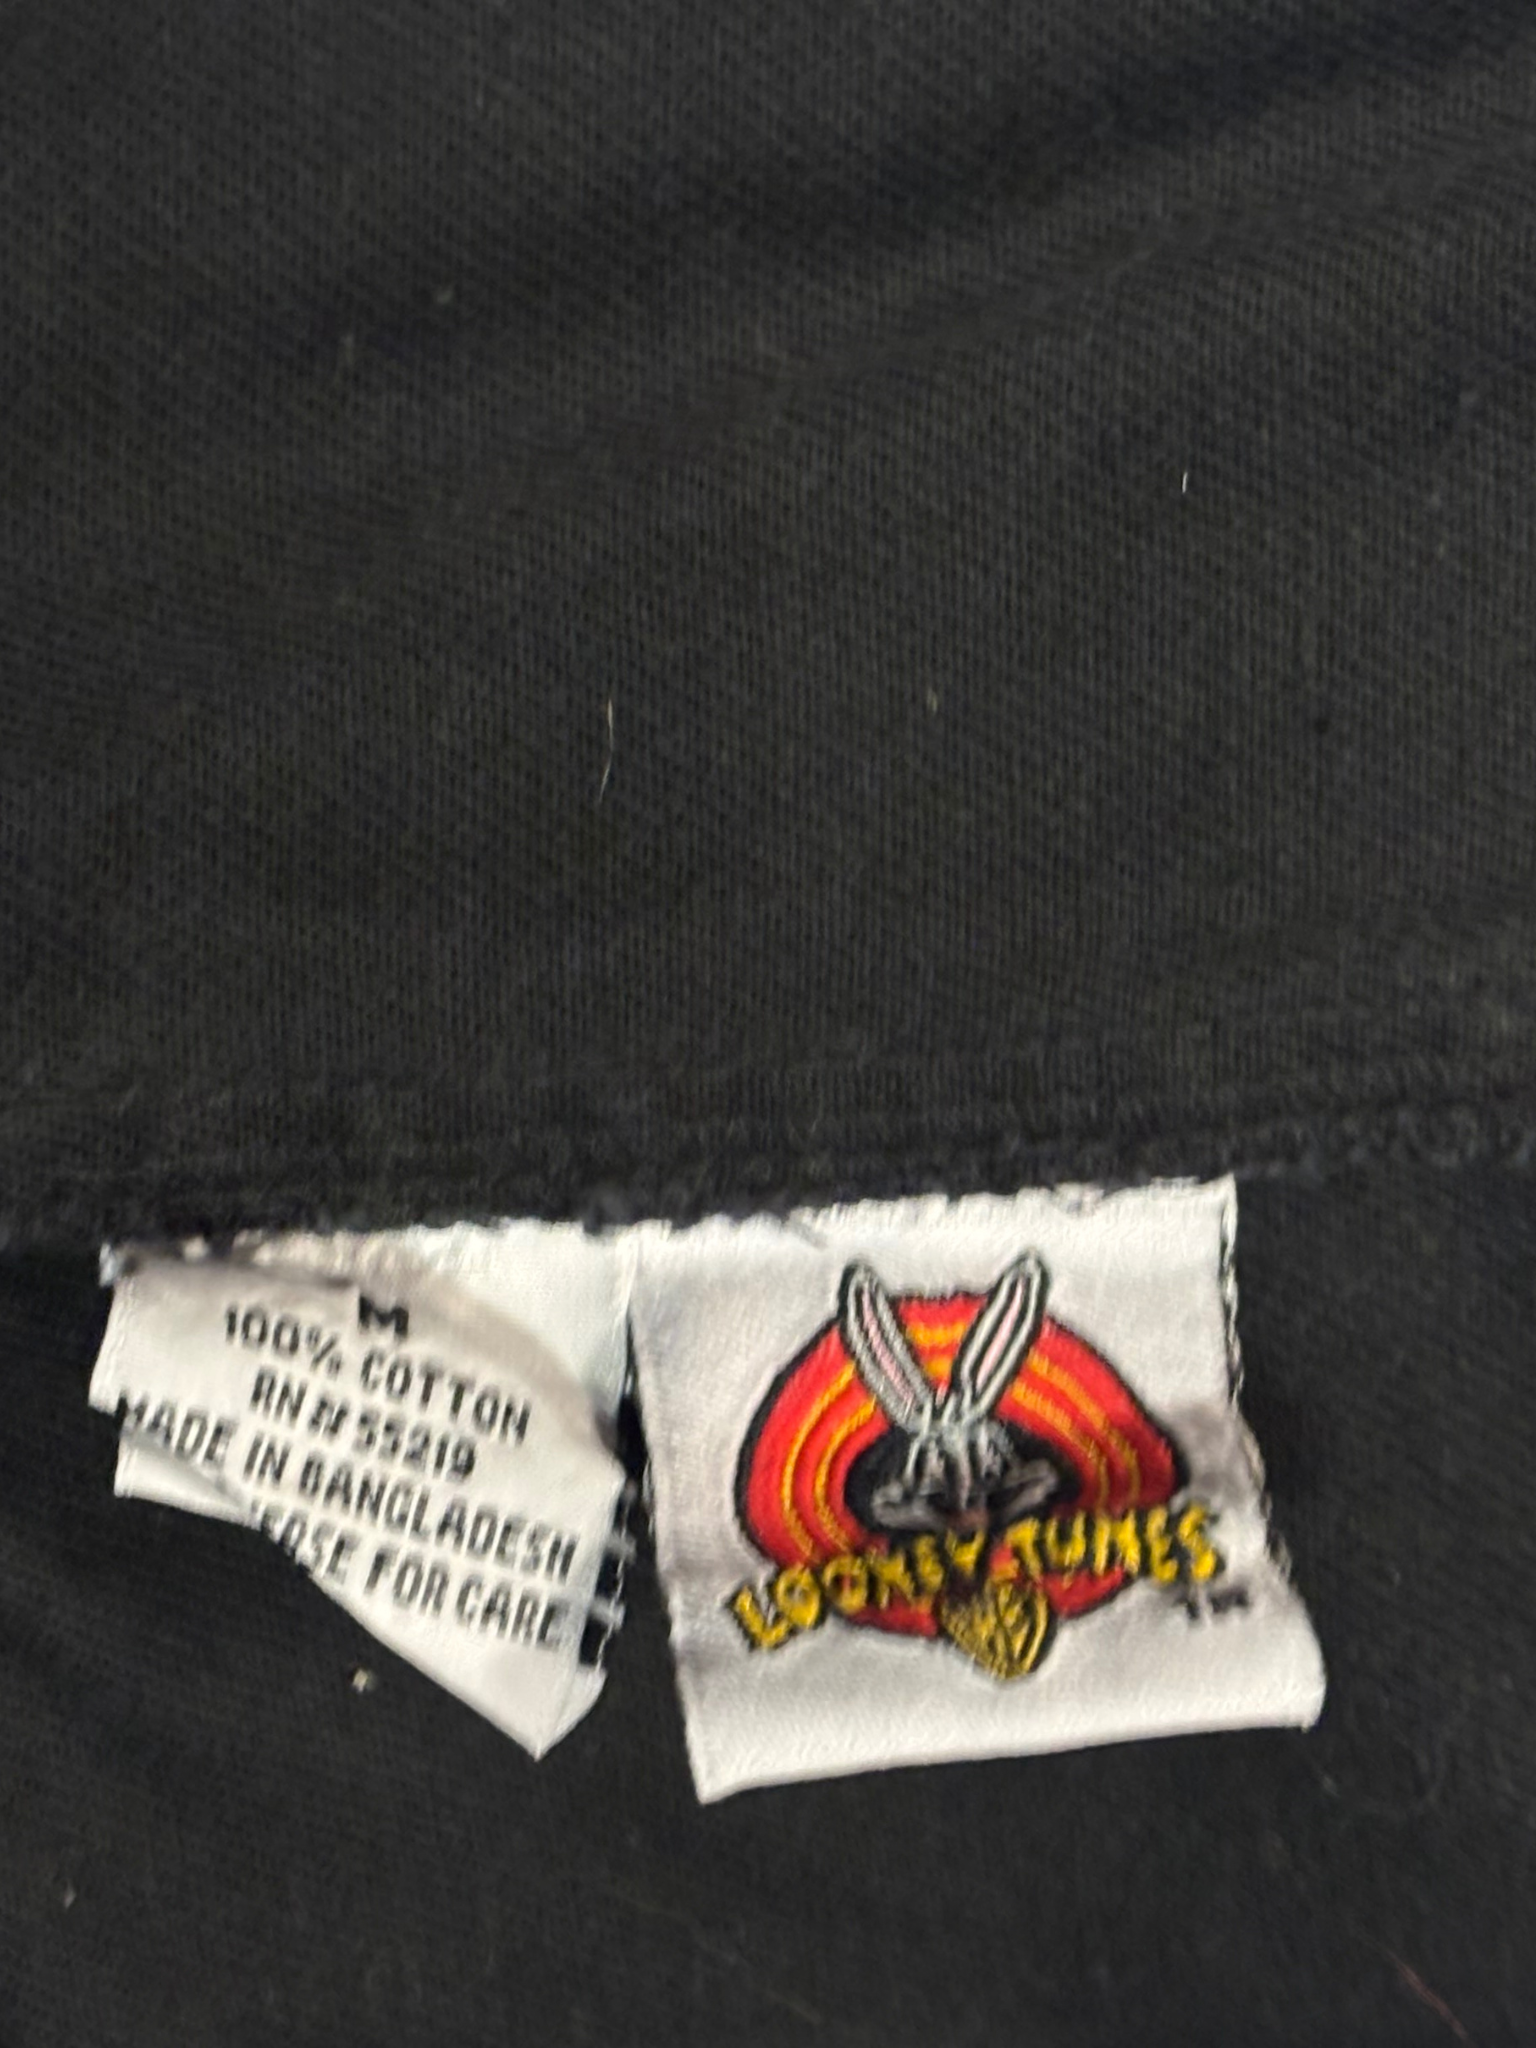 M
100% COTTON
RN # 55219
MADE IN BANGLADESH
FOR CARE
LOONEY TUNES
TM